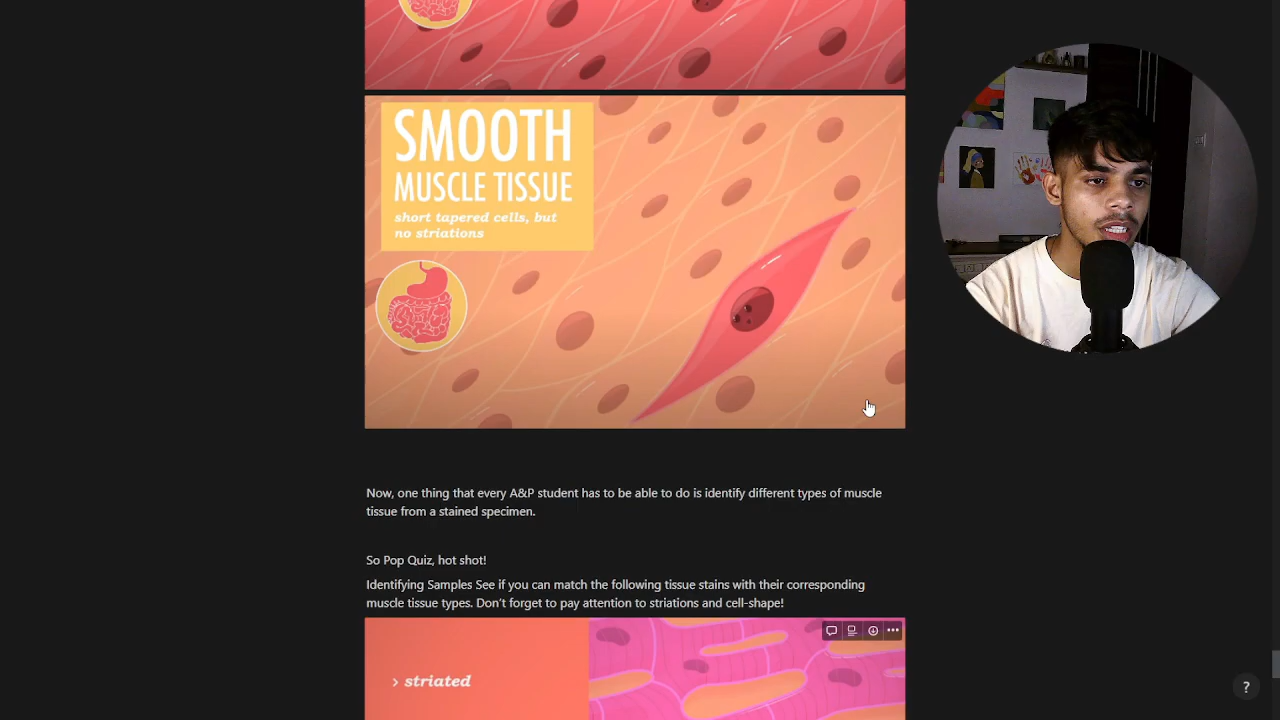 SMOOTH
MUSCLE TISSUE
short tapered cells, but
no striations
Now, one thing that every A&P student has to be able to do is identify different types of muscle
tissue from a stained specimen.
So Pop Quiz, hot shot!
Identifying Samples See if you can match the following tissue stains with their corresponding
muscle tissue types. Don't forget to pay attention to striations and cell-shape!
> striated
?